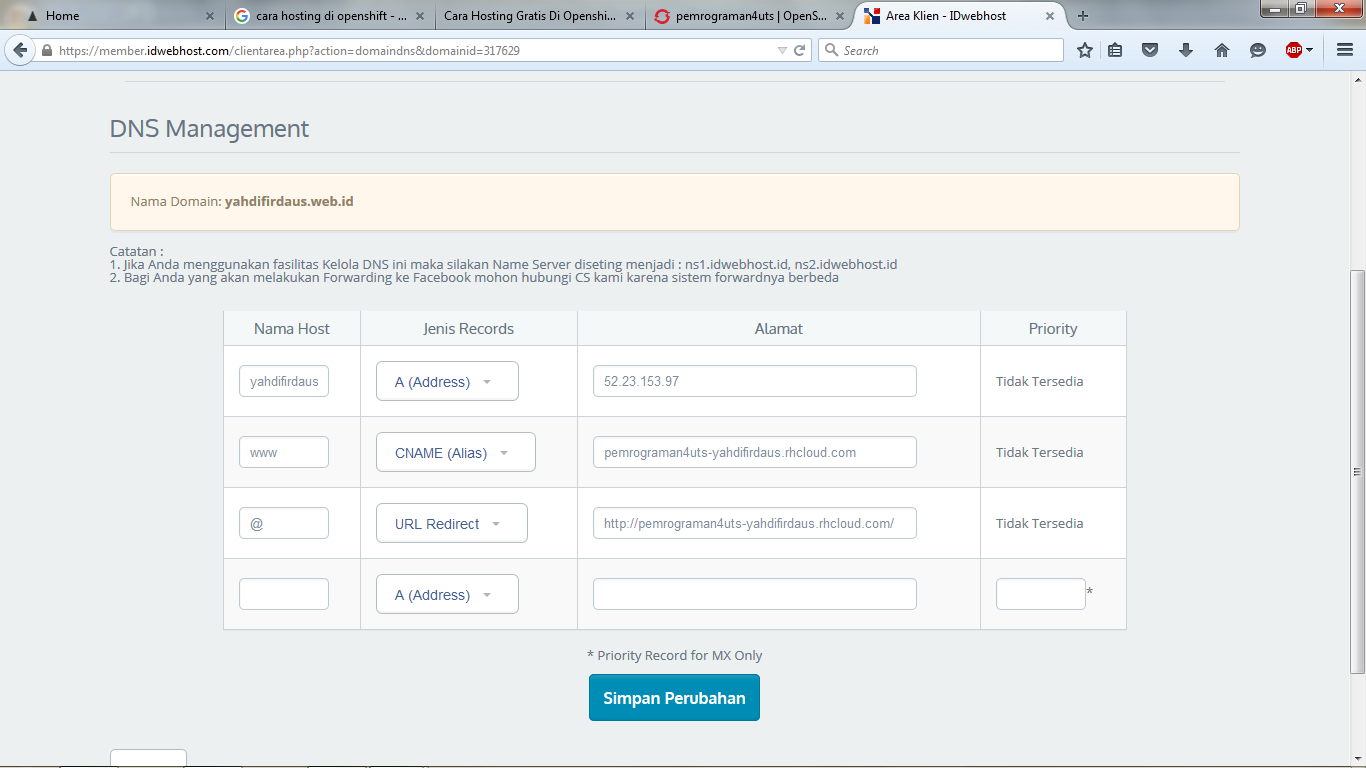 Home
cara hosting di openshift - ...
Cara Hosting Gratis Di Openshi...
pemrograman4uts | OpenS...
Area Klien - IDwebhost
https://member.idwebhost.com/clientarea.php?action=domaindns&domainid=317629
Search
ABP
DNS Management
Nama Domain: yahdifirdaus.web.id
Catatan :
1. Jika Anda menggunakan fasilitas Kelola DNS ini maka silakan Name Server diseting menjadi : ns1.idwebhost.id, ns2.idwebhost.id
2. Bagi Anda yang akan melakukan Forwarding ke Facebook mohon hubungi CS kami karena sistem forwardnya berbeda
Nama Host Jenis Records Alamat Priority
yahdifirdaus A (Address) 52.23.153.97 Tidak Tersedia
www CNAME (Alias) pemrograman4uts-yahdifirdaus.rhcloud.com Tidak Tersedia
@ URL Redirect http://pemrograman4uts-yahdifirdaus.rhcloud.com/ Tidak Tersedia
A (Address) *
* Priority Record for MX Only
Simpan Perubahan